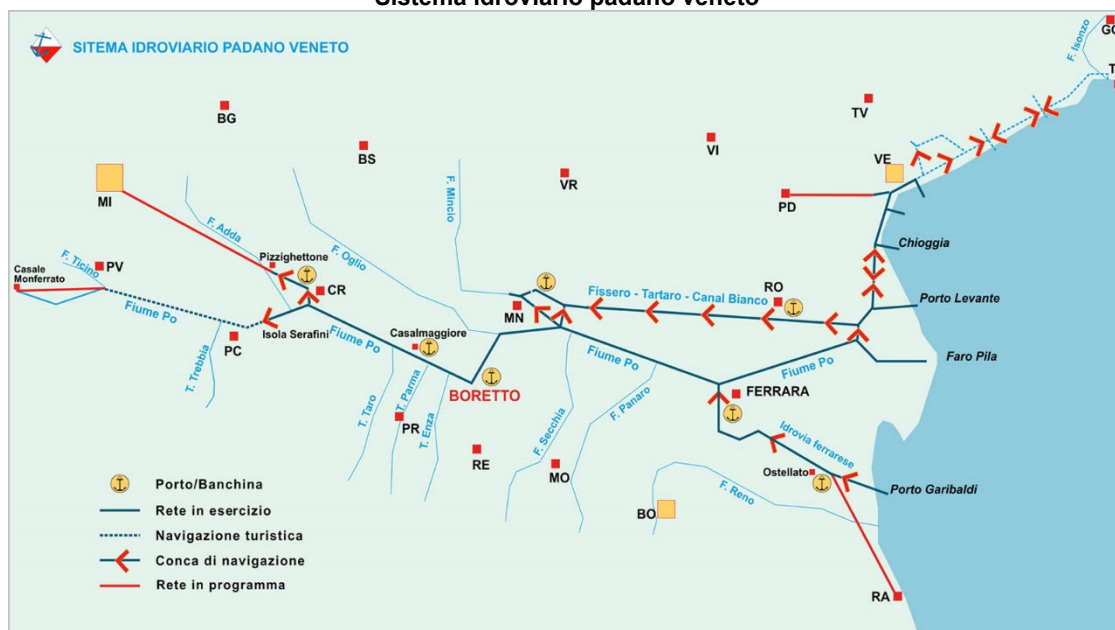 Sistema idroviario padano veneto
SITEMA IDROVIARIO PADANO VENETO
GO
F. Isonzo
T
BG
TV
BS
VI
VE
MI
VR
F. Mincio
PD
F. Adda
F. Oglio
Chioggia
Pizzighettone
F. Ticino
PV
Casale
Monferrato
CR
Fissero - Tartaro - Canal Bianco
RO
MN
Porto Levante
Fiume Po
Isola Serafini
PC
Fiume Po
Casalmaggiore
Fiume Po
Fiume Po
Faro Pila
T. Trebbia
BORETTO
FERRARA
T. Taro
T. Parma
T. Enza
PR
F. Secchia
F. Panaro
RE
MO
Idrovia ferrarese
Ostellato
Porto Garibaldi
F. Reno
BO
RA
Porto/Banchina
Rete in esercizio
Navigazione turistica
Conca di navigazione
Rete in programma